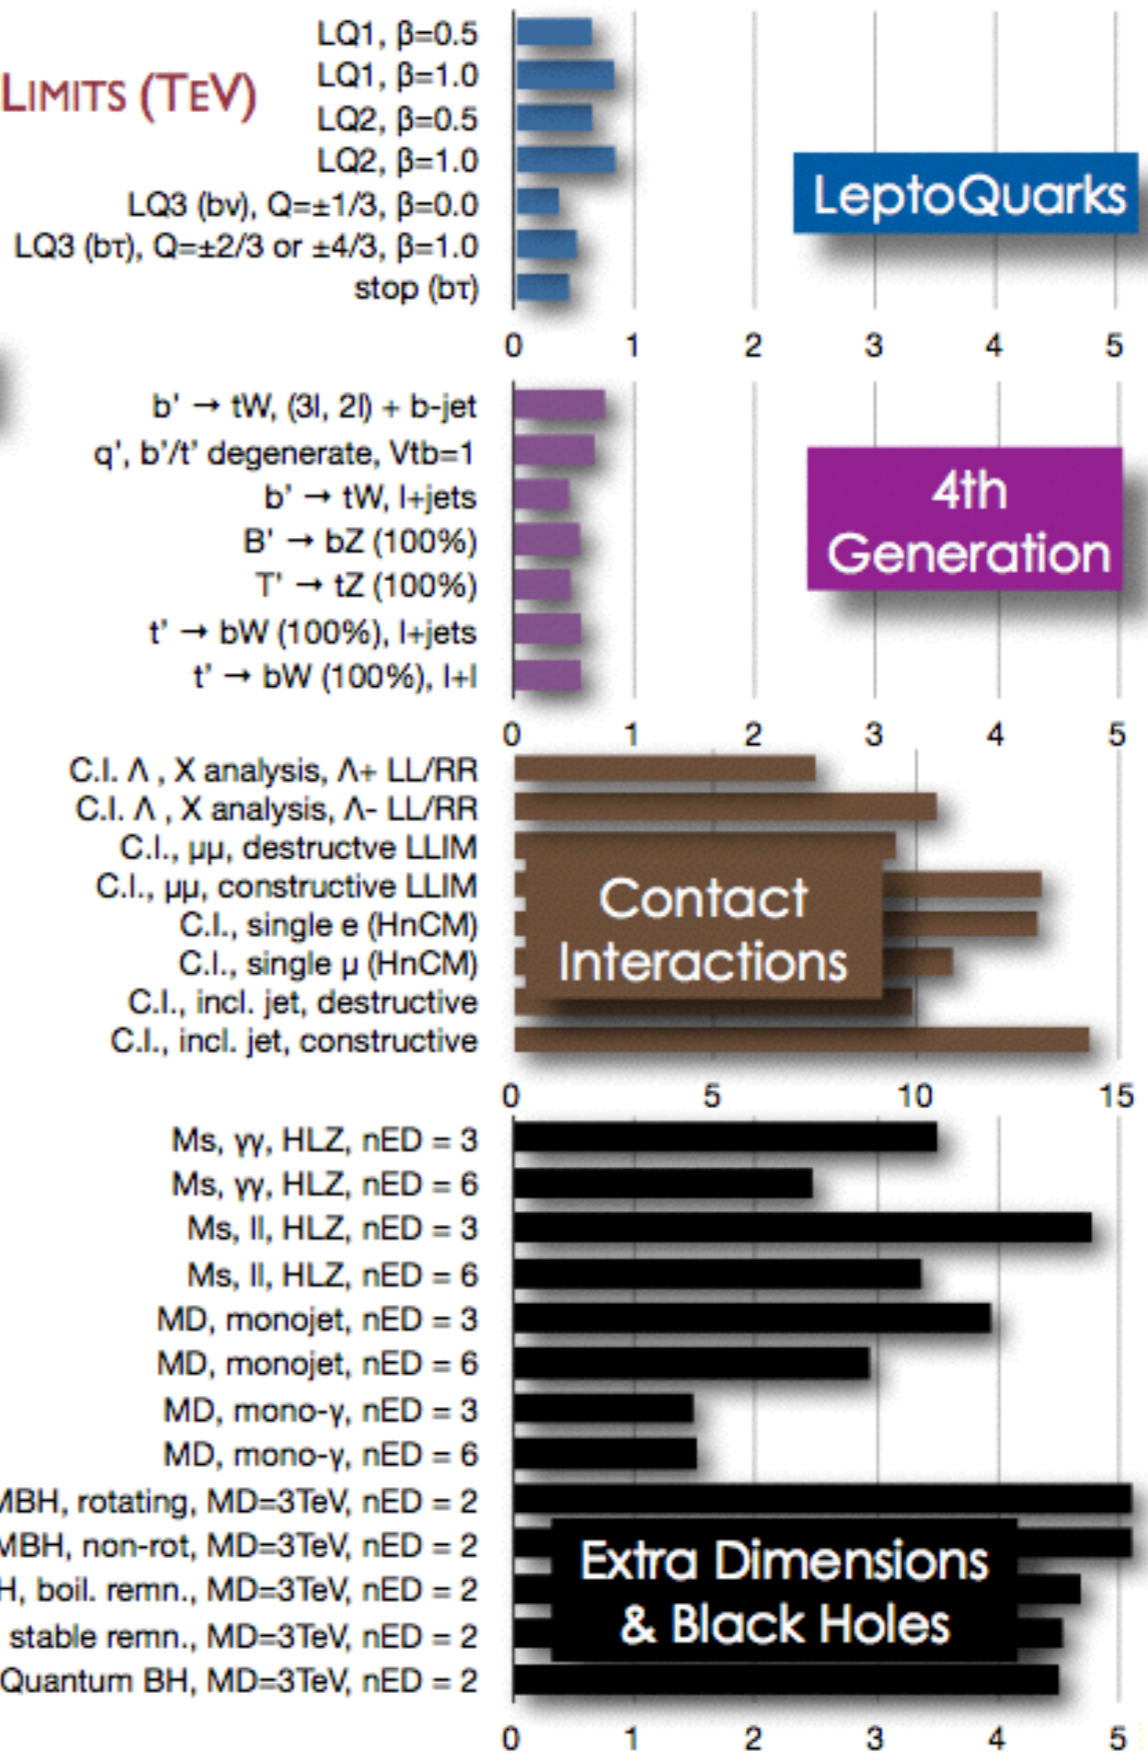 LIMITS (TEV)
LQ1, β=0.5
LQ1, β=1.0
LQ2, β=0.5
LQ2, β=1.0
LQ3 (bν), Q=±1/3, β=0.0
LQ3 (bτ), Q=±2/3 or ±4/3, β=1.0
stop (bτ)
LeptoQuarks
0 1 2 3 4 5
b' → tW, (3l, 2l) + b-jet
q', b'/t' degenerate, Vtb=1
b' → tW, l+jets
B' → bZ (100%)
T' → tZ (100%)
t' → bW (100%), l+jets
t' → bW (100%), l+l
4th
Generation
0 1 2 3 4 5
C.I. Λ , X analysis, Λ+ LL/RR
C.I. Λ , X analysis, Λ- LL/RR
C.I., μμ, destructve LLIM
C.I., μμ, constructive LLIM
C.I., single e (HnCM)
C.I., single μ (HnCM)
C.I., incl. jet, destructive
C.I., incl. jet, constructive
Contact
Interactions
0 5 10 15
Ms, γγ, HLZ, nED = 3
Ms, γγ, HLZ, nED = 6
Ms, ll, HLZ, nED = 3
Ms, ll, HLZ, nED = 6
MD, monojet, nED = 3
MD, monojet, nED = 6
MD, mono-γ, nED = 3
MD, mono-γ, nED = 6
MBH, rotating, MD=3TeV, nED = 2
MBH, non-rot, MD=3TeV, nED = 2
H, boil. remn., MD=3TeV, nED = 2
stable remn., MD=3TeV, nED = 2
Quantum BH, MD=3TeV, nED = 2
Extra Dimensions
& Black Holes
0 1 2 3 4 5